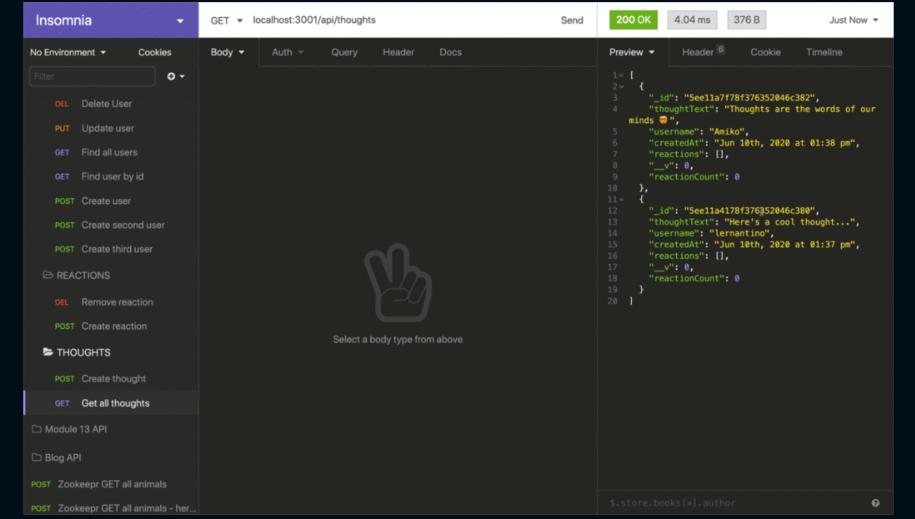 Insomnia
GET localhost:3001/api/thoughts Send
200 OK 4.04 ms 376 B Just Now
No Environment Cookies
Body Auth Query Header Docs
Preview Header 6 Cookie Timeline
Filter
DEL Delete User
PUT Update user
GET Find all users
GET Find user by id
POST Create user
POST Create second user
POST Create third user
REACTIONS
DEL Remove reaction
POST Create reaction
THOUGHTS
POST Create thought
GET Get all thoughts
Module 13 API
Blog API
POST Zookeepr GET all animals
POST Zookeepr GET all animals - her...
Select a body type from above
1 [
2 {
3 "_id": "5ee11a7f78f376352046c382",
4 "thoughtText": "Thoughts are the words of our
minds 🤯",
5 "username": "Amiko",
6 "createdAt": "Jun 10th, 2020 at 01:38 pm",
7 "reactions": [],
8 "__v": 0,
9 "reactionCount": 0
10 },
11 {
12 "_id": "5ee11a4178f376352046c380",
13 "thoughtText": "Here's a cool thought...",
14 "username": "lernantino",
15 "createdAt": "Jun 10th, 2020 at 01:37 pm",
16 "reactions": [],
17 "__v": 0,
18 "reactionCount": 0
19 }
20 ]
$.store.books[*].author